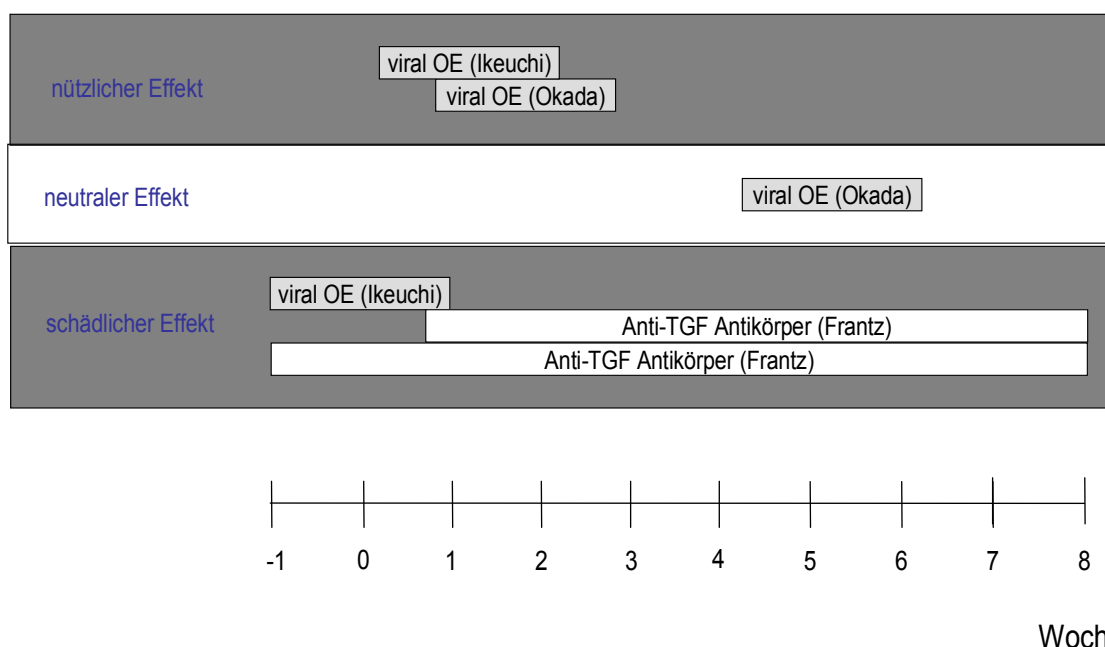 viral OE (Ikeuchi)
nützlicher Effekt
viral OE (Okada)
neutraler Effekt
viral OE (Okada)
viral OE (Ikeuchi)
schädlicher Effekt
Anti-TGF Antikörper (Frantz)
Anti-TGF Antikörper (Frantz)
-1 0 1 2 3 4 5 6 7 8
Woch